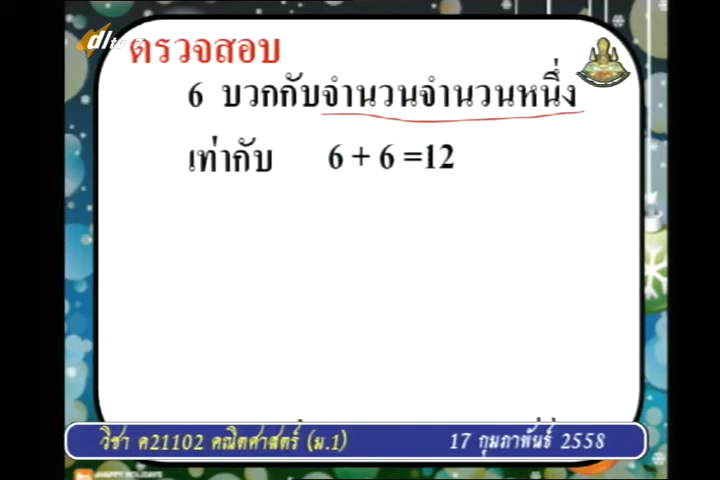 ตรวจสอบ
6 บวกกับจำนวนจำนวนหนึ่ง
เท่ากับ 6 + 6 =12
วิชา ค21102 คณิตศาสตร์ (ม.1) 17 กุมภาพันธ์ 2558